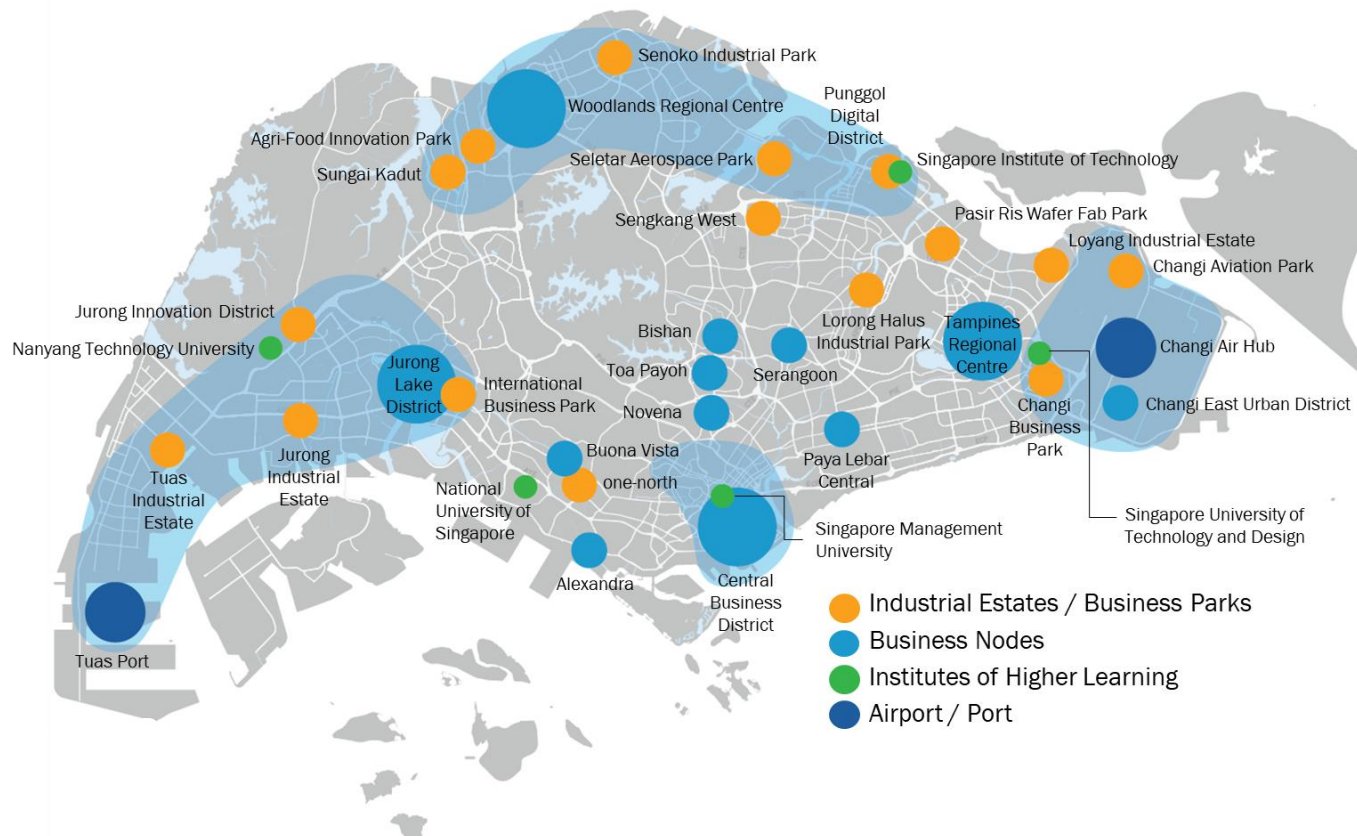 Senoko Industrial Park
Woodlands Regional Centre
Punggol
Digital
District
Agri-Food Innovation Park
Sungai Kadut
Seletar Aerospace Park
Singapore Institute of Technology
Sengkang West
Pasir Ris Wafer Fab Park
Loyang Industrial Estate
Changi Aviation Park
Jurong Innovation District
Nanyang Technology University
Bishan
Lorong Halus
Industrial Park
Tampines
Regional
Centre
Changi Air Hub
Jurong
Lake
District
International
Business Park
Toa Payoh
Serangoon
Novena
Changi East Urban District
Changi
Business
Park
Tuas
Industrial
Estate
Jurong
Industrial
Estate
Buona Vista
one-north
Paya Lebar
Central
National
University of
Singapore
Singapore Management
University
Singapore University of
Technology and Design
Alexandra
Central
Business
District
Tuas Port
Industrial Estates / Business Parks
Business Nodes
Institutes of Higher Learning
Airport / Port